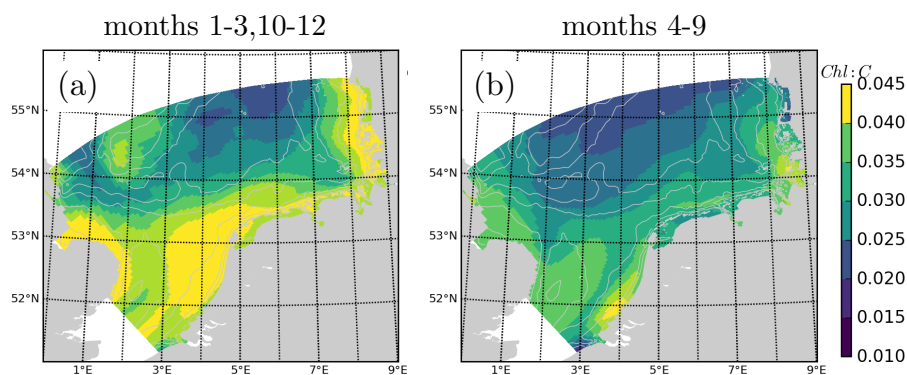 months 1-3,10-12
months 4-9
(a)
(b)
Chl:C
55°N
54°N
53°N
52°N
1°E 3°E 5°E 7°E 9°E
55°N
54°N
53°N
52°N
1°E 3°E 5°E 7°E 9°E
0.045
0.040
0.035
0.030
0.025
0.020
0.015
0.010